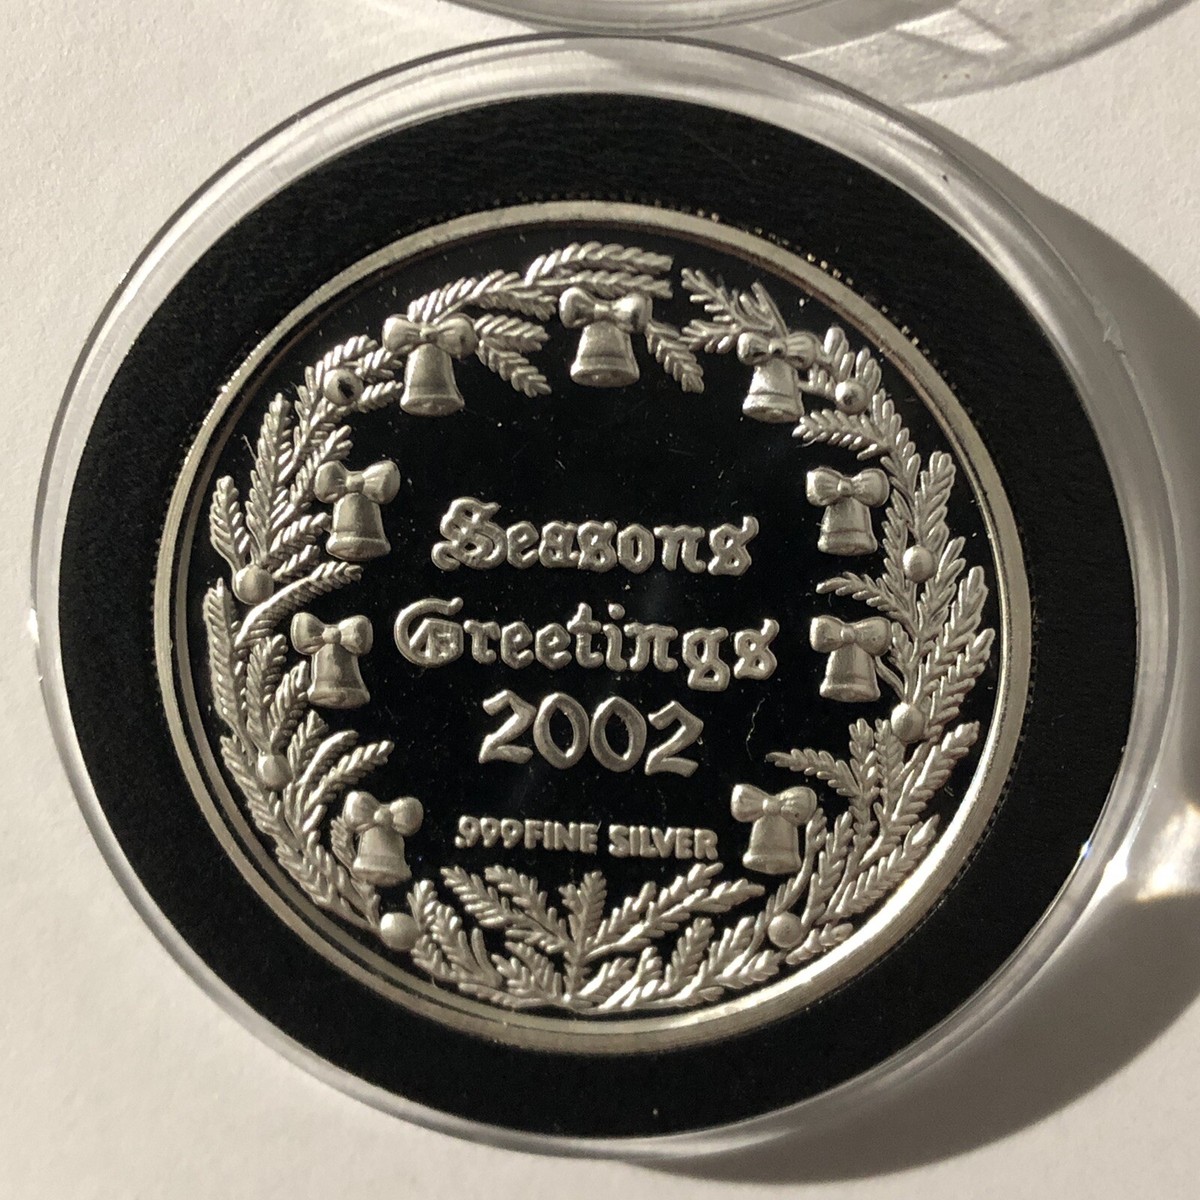 Seasons
Greetings
2002
.999 FINE SILVER